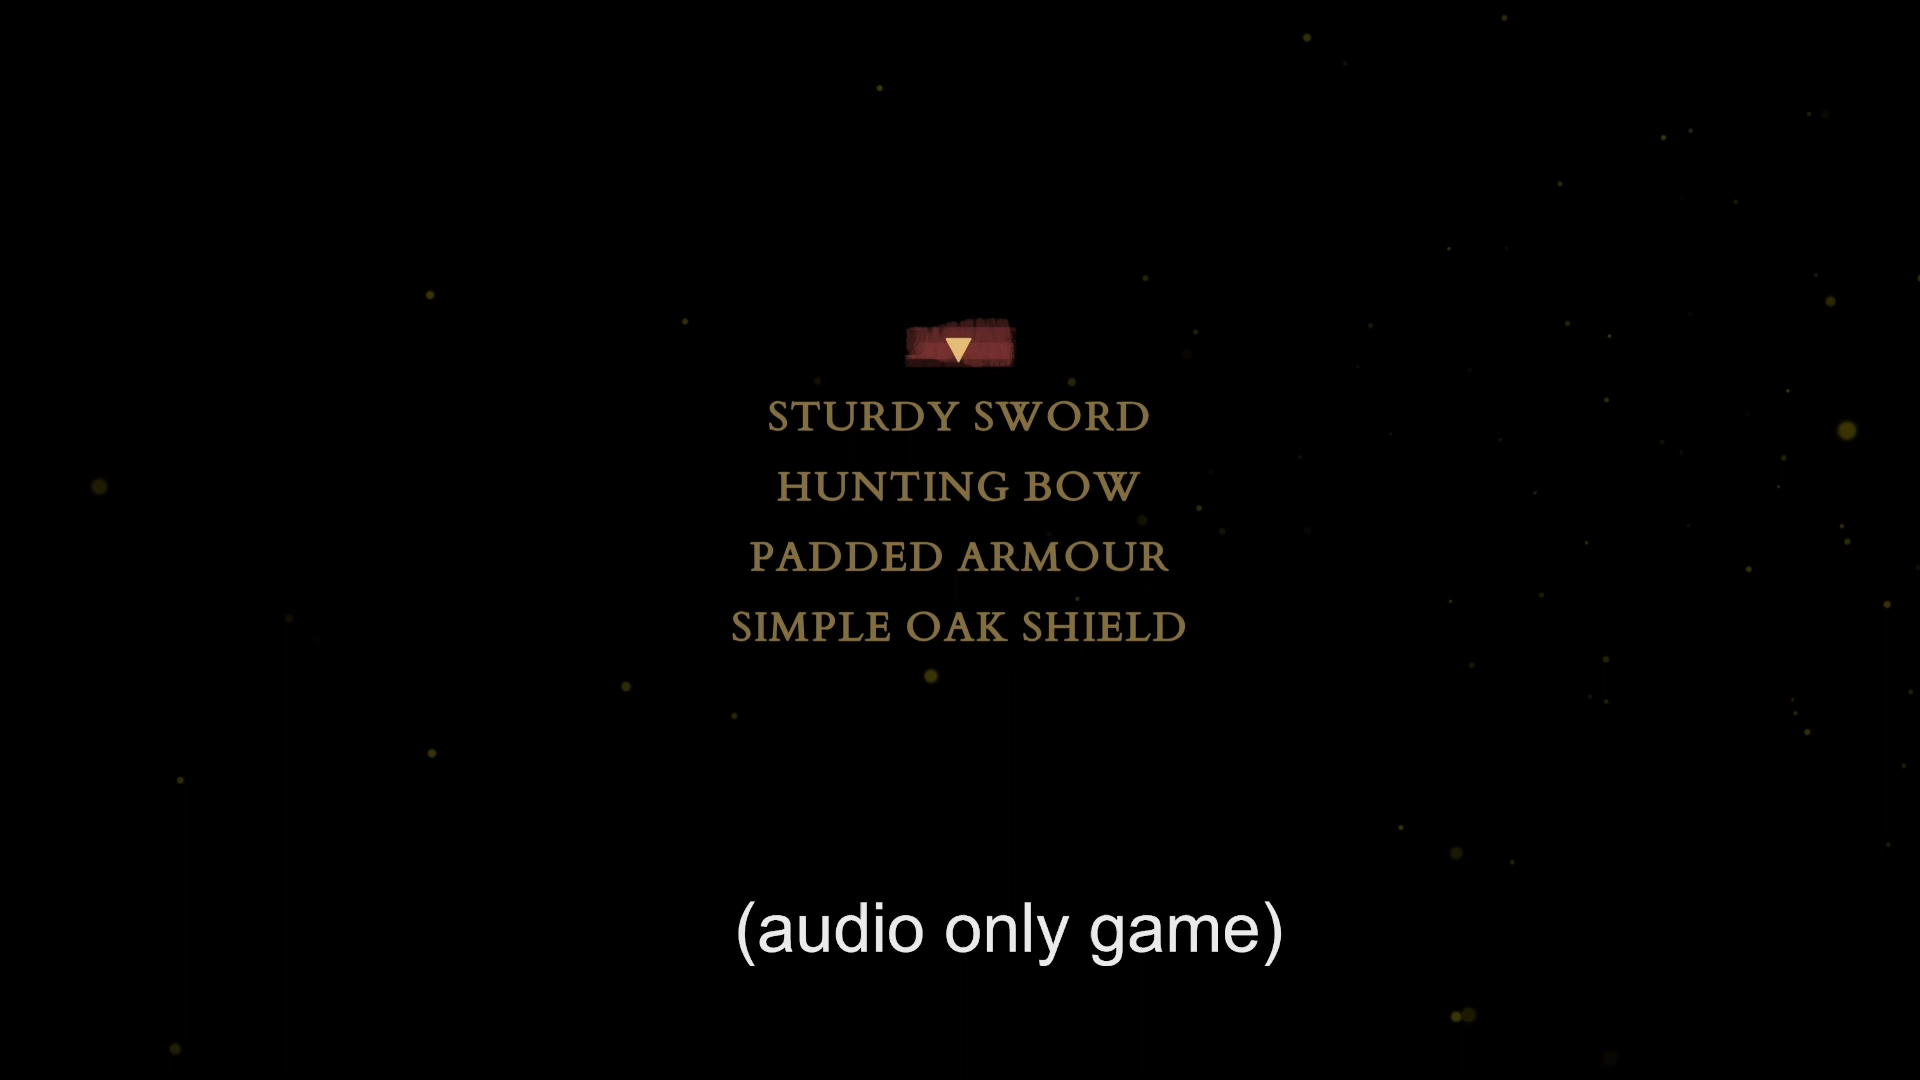 STURDY SWORD
HUNTING BOW
PADDED ARMOUR
SIMPLE OAK SHIELD
(audio only game)